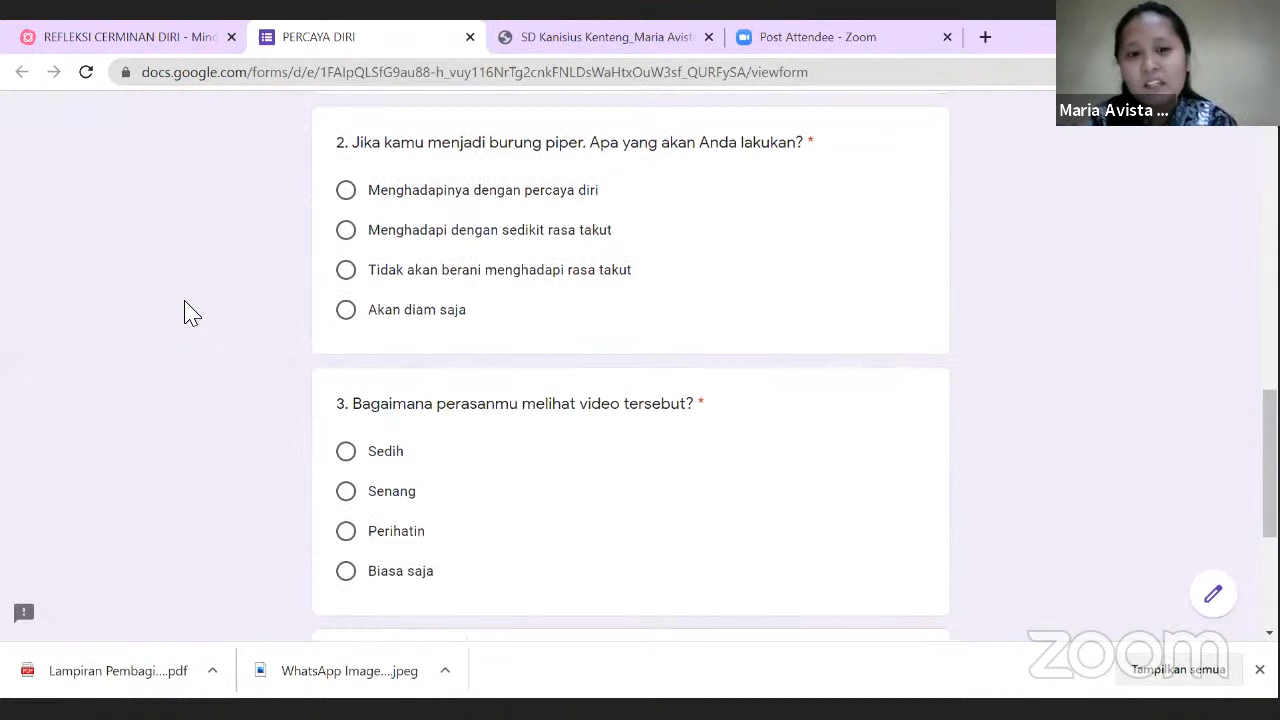 REFLEKSI CERMINAN DIRI - Mind
PERCAYA DIRI
SD Kanisius Kenteng_Maria Avista
Post Attendee - Zoom
docs.google.com/forms/d/e/1FAIpQLSfG9au88-h_vuy116NrTg2cnkFNLDsWaHtxOuW3sf_QURFySA/viewform
Maria Avista ...
2. Jika kamu menjadi burung piper. Apa yang akan Anda lakukan? *
Menghadapinya dengan percaya diri
Menghadapi dengan sedikit rasa takut
Tidak akan berani menghadapi rasa takut
Akan diam saja
3. Bagaimana perasanmu melihat video tersebut? *
Sedih
Senang
Perihatin
Biasa saja
Lampiran Pembagi....pdf
WhatsApp Image....jpeg
Tampilkan semua
zoom